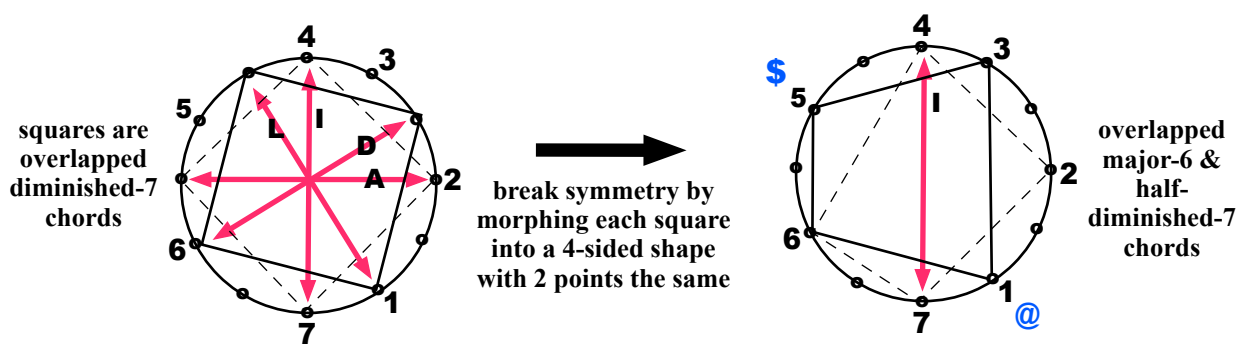 squares are
overlapped
diminished-7
chords
4
3
5
L
I
D
A
2
6
1
7
break symmetry by
morphing each square
into a 4-sided shape
with 2 points the same
$
4
3
5
I
2
6
1
7
@
overlapped
major-6 &
half-
diminished-7
chords